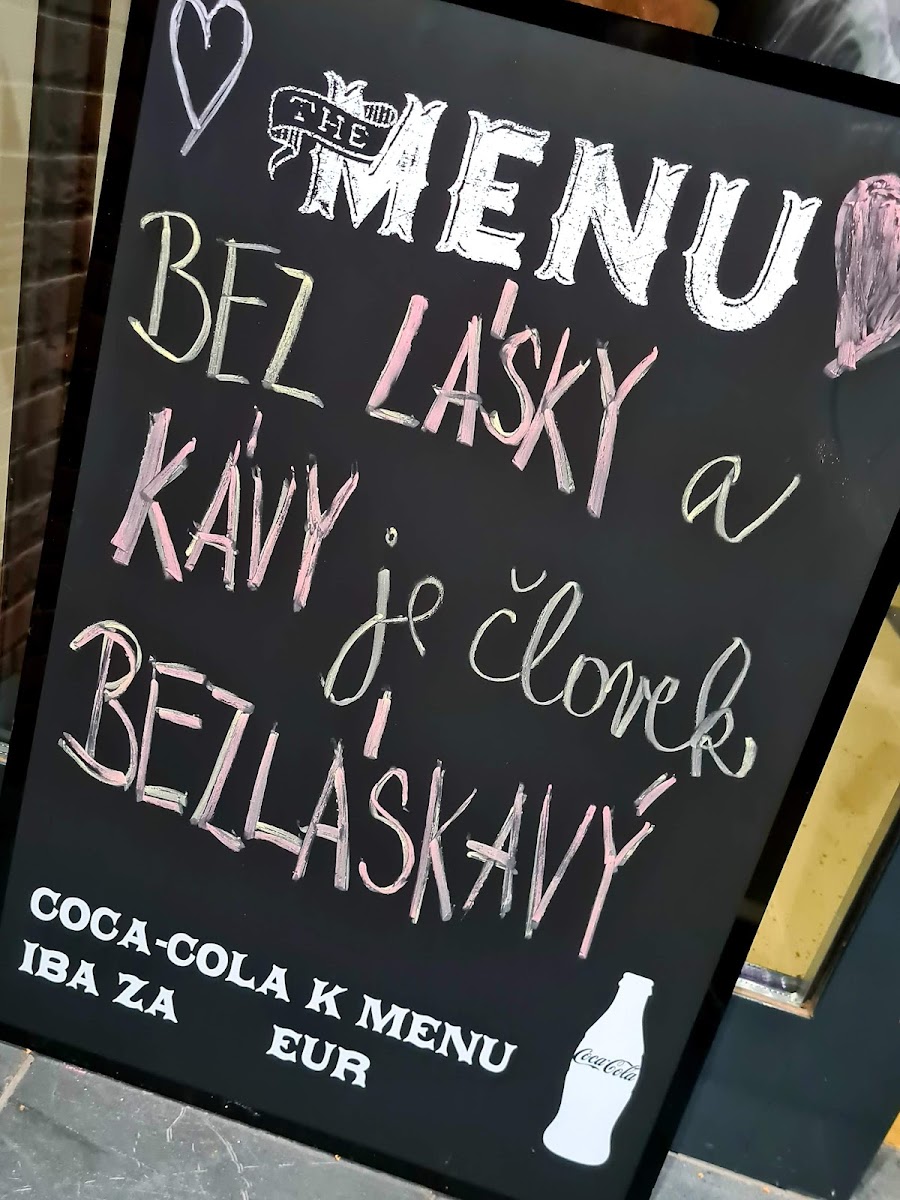 THE
MENU
BEZ LÁSKY a
KÁVY je človek
BEZLÁSKAVÝ
COCA-COLA K MENU
IBA ZA EUR
Coca-Cola